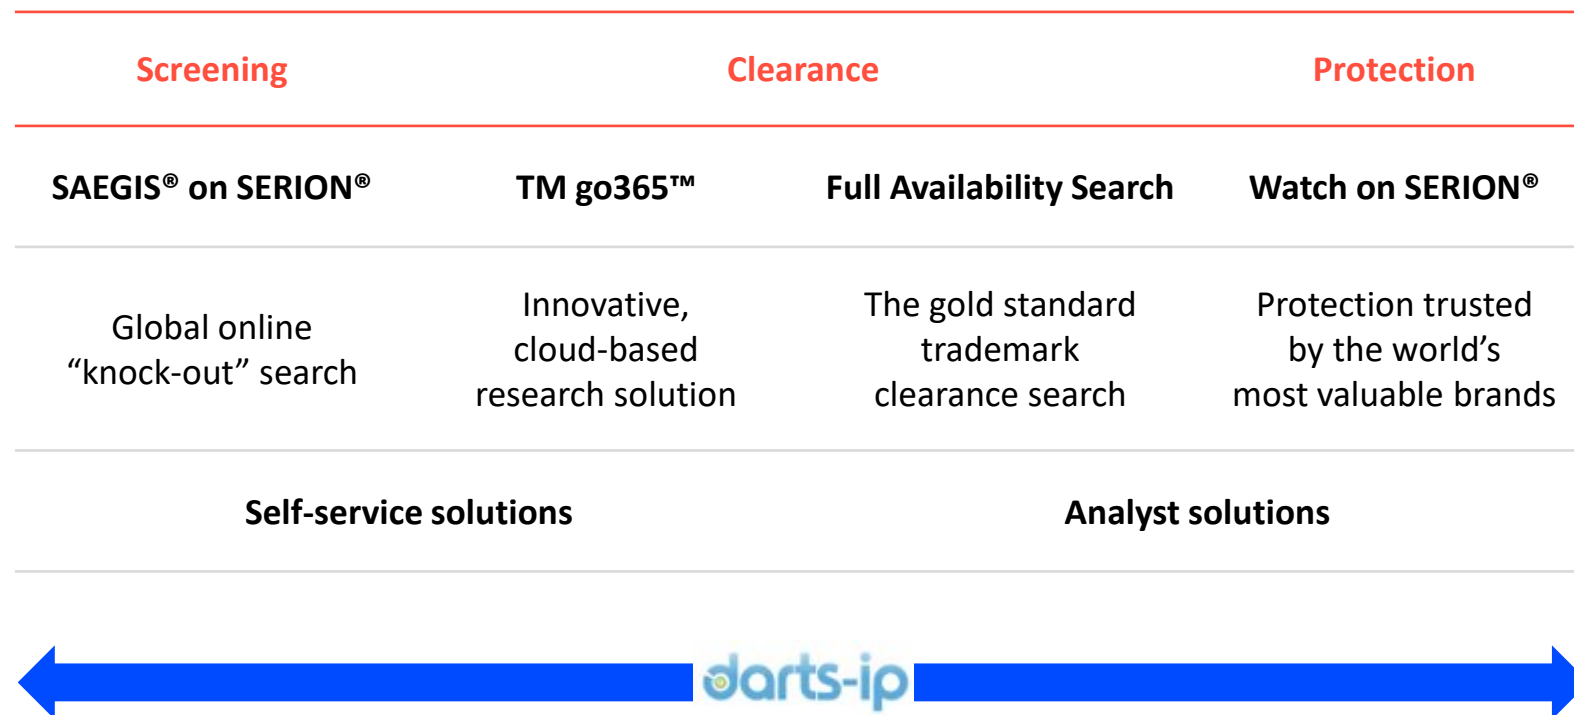 Screening
Clearance
Protection
SAEGIS® on SERION®
TM go365™
Full Availability Search
Watch on SERION®
Global online
“knock-out” search
Innovative,
cloud-based
research solution
The gold standard
trademark
clearance search
Protection trusted
by the world’s
most valuable brands
Self-service solutions
Analyst solutions
darts-ip